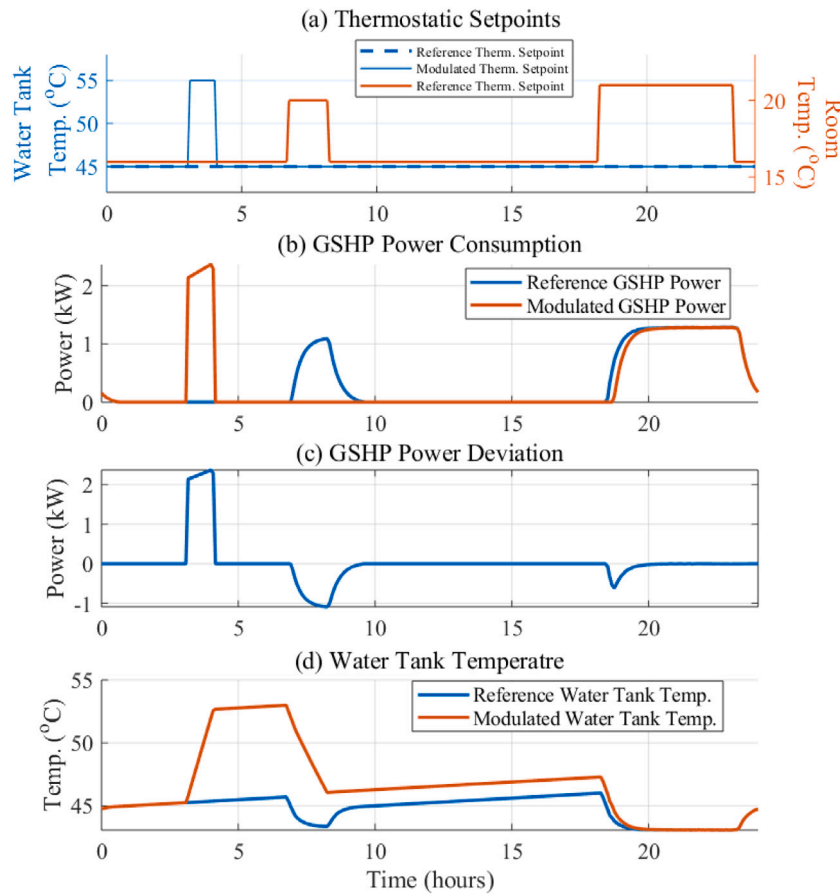 (a) Thermostatic Setpoints
Reference Therm. Setpoint
Modulated Therm. Setpoint
Reference Therm. Setpoint
Water Tank
Temp. (°C)
55
50
45
20
15
Room
Temp. (°C)
0 5 10 15 20
(b) GSHP Power Consumption
Reference GSHP Power
Modulated GSHP Power
Power (kW)
2
1
0
0 5 10 15 20
(c) GSHP Power Deviation
Power (kW)
2
1
0
-1
0 5 10 15 20
(d) Water Tank Temperatre
Reference Water Tank Temp.
Modulated Water Tank Temp.
Temp. (°C)
55
50
45
0 5 10 15 20
Time (hours)